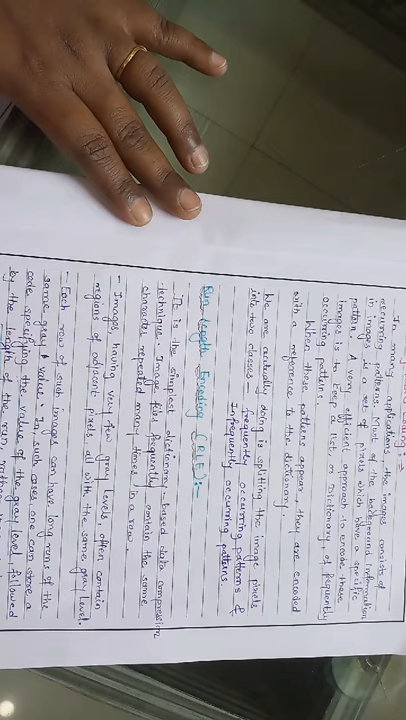 Coding :-
In many applications, the images consists of
recurring patterns. Most of the background Information
in images is set of pixels which have a specific
pattern. A very efficient approach to encode these
images is to keep a list, or Dictionary, of frequently
occurring patterns.
When these patterns appear, they are encoded
with a reference to the dictionary.
We are actually doing is splitting the image pixels
into two classes frequently occurring patterns &
Infrequently occurring patterns.
Run Length Encoding (RLE):-
It is the simplest dictionary-based data compression
technique. Image files frequently contain the same
character repeated many times in a row.
- Images, having very few gray levels, often contain
regions of adjacent pixels, all with the same gray level.
- Each row of such images can have long runs of the
same gray value. In such cases, one can store a
code specifying the value of the gray level, followed
by the length of the run, rather